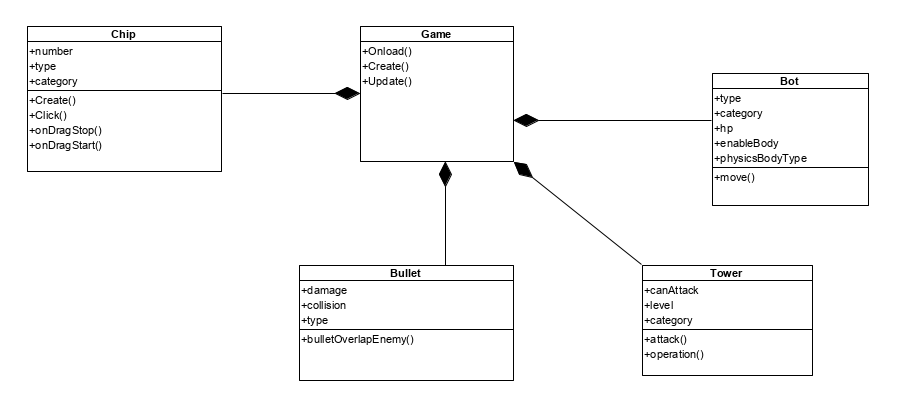 Chip
+number
+type
+category
+Create()
+Click()
+onDragStop()
+onDragStart()
Game
+Onload()
+Create()
+Update()
Bot
+type
+category
+hp
+enableBody
+physicsBodyType
+move()
Bullet
+damage
+collision
+type
+bulletOverlapEnemy()
Tower
+canAttack
+level
+category
+attack()
+operation()